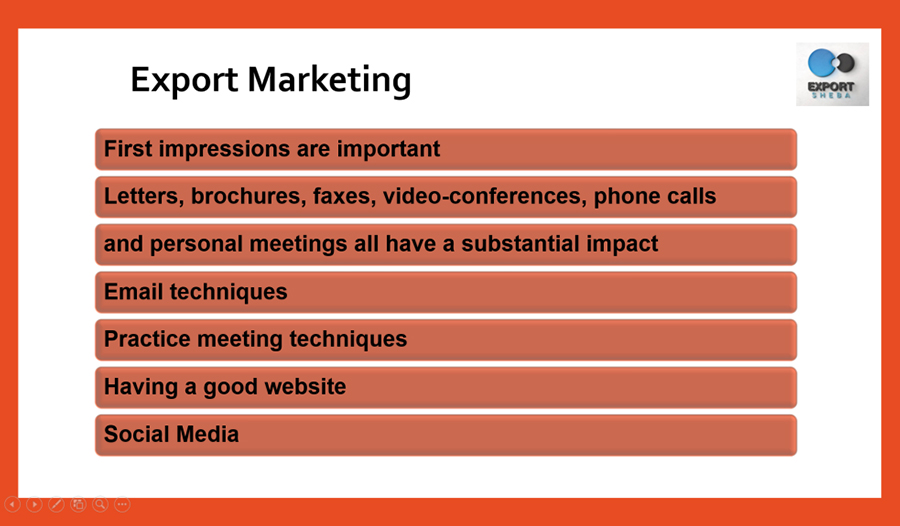 Export Marketing
EXPORT
SHEBA
First impressions are important
Letters, brochures, faxes, video-conferences, phone calls
and personal meetings all have a substantial impact
Email techniques
Practice meeting techniques
Having a good website
Social Media